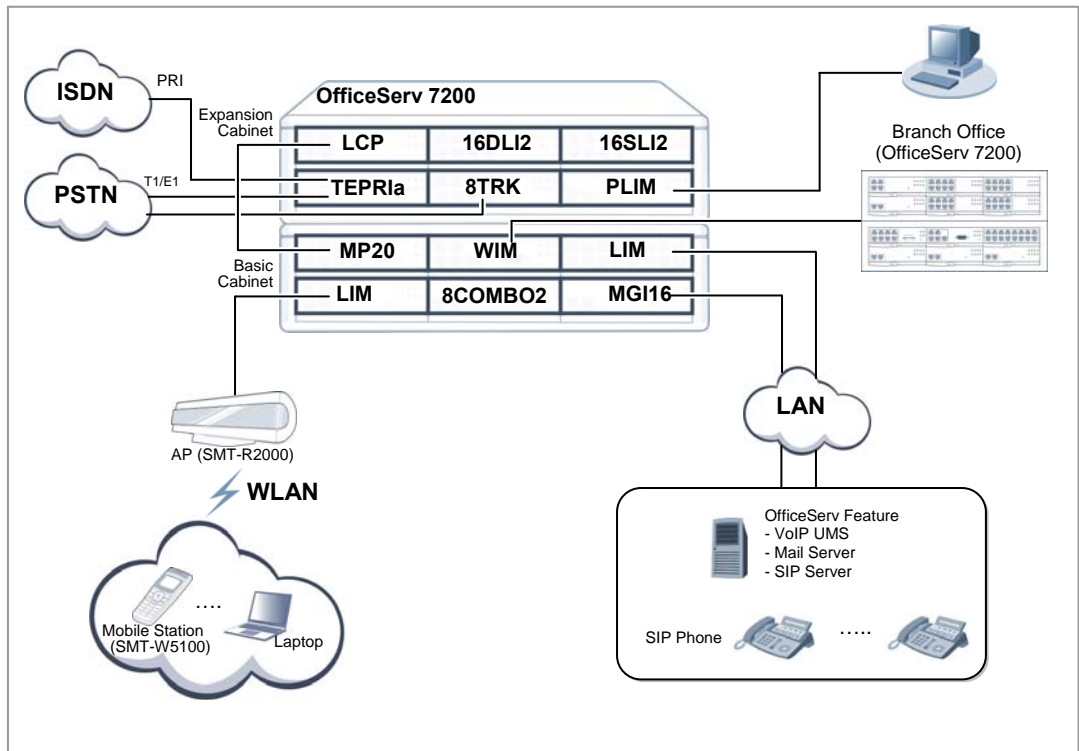 ISDN
PRI
OfficeServ 7200
Expansion
Cabinet
LCP
16DLI2
16SLI2
Branch Office
(OfficeServ 7200)
PSTN
T1/E1
TEPRIa
8TRK
PLIM
MP20
WIM
LIM
Basic
Cabinet
LIM
8COMBO2
MGI16
LAN
AP (SMT-R2000)
WLAN
OfficeServ Feature
- VoIP UMS
- Mail Server
- SIP Server
....
Mobile Station
(SMT-W5100)
Laptop
SIP Phone
.....